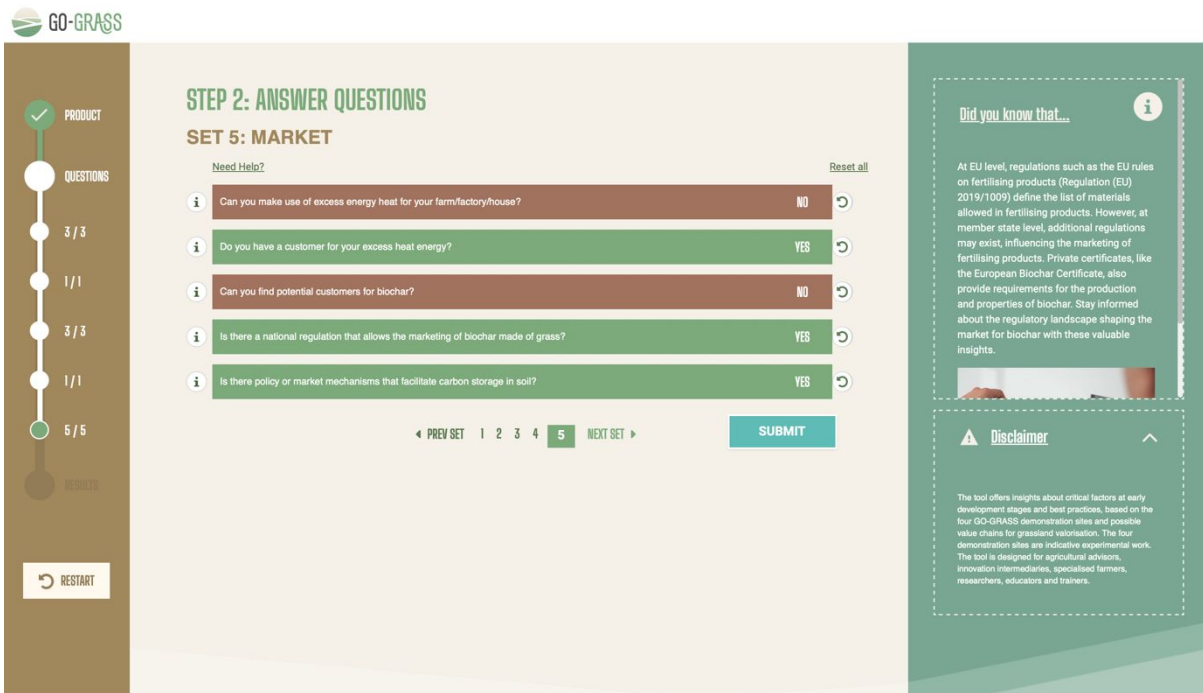 GO-GRASS
PRODUCT
QUESTIONS
3 / 3
1 / 1
3 / 3
1 / 1
5 / 5
RESULTS
RESTART
STEP 2: ANSWER QUESTIONS
SET 5: MARKET
Need Help?
Reset all
Can you make use of excess energy heat for your farm/factory/house? NO
Do you have a customer for your excess heat energy? YES
Can you find potential customers for biochar? NO
Is there a national regulation that allows the marketing of biochar made of grass? YES
Is there policy or market mechanisms that facilitate carbon storage in soil? YES
PREV SET 1 2 3 4 5 NEXT SET
SUBMIT
Did you know that...
At EU level, regulations such as the EU rules
on fertilising products (Regulation (EU)
2019/1009) define the list of materials
allowed in fertilising products. However, at
member state level, additional regulations
may exist, influencing the marketing of
fertilising products. Private certificates, like
the European Biochar Certificate, also
provide requirements for the production
and properties of biochar. Stay informed
about the regulatory landscape shaping the
market for biochar with these valuable
insights.
Disclaimer
The tool offers insights about critical factors at early
development stages and best practices, based on the
four GO-GRASS demonstration sites and possible
value chains for grassland valorisation. The four
demonstration sites are indicative experimental work.
The tool is designed for agricultural advisors,
innovation intermediaries, specialised farmers,
researchers, educators and trainers.